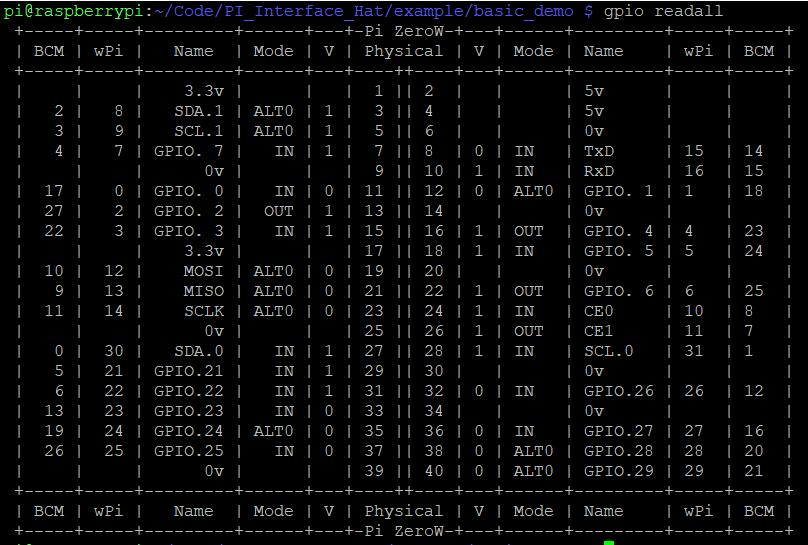 pi@raspberrypi:~/Code/PI_Interface_Hat/example/basic_demo $ gpio readall
 +-----+-----+---------+------+---+-Pi ZeroW-+---+------+---------+-----+-----+
 | BCM | wPi |   Name  | Mode | V | Physical | V | Mode | Name    | wPi | BCM |
 +-----+-----+---------+------+---+----++----+---+------+---------+-----+-----+
 |     |     |    3.3v |      |   |  1 || 2  |   |      | 5v      |     |     |
 |   2 |   8 |   SDA.1 | ALT0 | 1 |  3 || 4  |   |      | 5v      |     |     |
 |   3 |   9 |   SCL.1 | ALT0 | 1 |  5 || 6  |   |      | 0v      |     |     |
 |   4 |   7 | GPIO. 7 |   IN | 1 |  7 || 8  | 0 | IN   | TxD     | 15  | 14  |
 |     |     |      0v |      |   |  9 || 10 | 1 | IN   | RxD     | 16  | 15  |
 |  17 |   0 | GPIO. 0 |   IN | 0 | 11 || 12 | 0 | ALT0 | GPIO. 1 | 1   | 18  |
 |  27 |   2 | GPIO. 2 |  OUT | 1 | 13 || 14 |   |      | 0v      |     |     |
 |  22 |   3 | GPIO. 3 |   IN | 1 | 15 || 16 | 1 | OUT  | GPIO. 4 | 4   | 23  |
 |     |     |    3.3v |      |   | 17 || 18 | 1 | IN   | GPIO. 5 | 5   | 24  |
 |  10 |  12 |    MOSI | ALT0 | 0 | 19 || 20 |   |      | 0v      |     |     |
 |   9 |  13 |    MISO | ALT0 | 0 | 21 || 22 | 1 | OUT  | GPIO. 6 | 6   | 25  |
 |  11 |  14 |    SCLK | ALT0 | 0 | 23 || 24 | 1 | IN   | CE0     | 10  | 8   |
 |     |     |      0v |      |   | 25 || 26 | 1 | OUT  | CE1     | 11  | 7   |
 |   0 |  30 |   SDA.0 |   IN | 1 | 27 || 28 | 1 | IN   | SCL.0   | 31  | 1   |
 |   5 |  21 | GPIO.21 |   IN | 1 | 29 || 30 |   |      | 0v      |     |     |
 |   6 |  22 | GPIO.22 |   IN | 1 | 31 || 32 | 0 | IN   | GPIO.26 | 26  | 12  |
 |  13 |  23 | GPIO.23 |   IN | 0 | 33 || 34 |   |      | 0v      |     |     |
 |  19 |  24 | GPIO.24 | ALT0 | 0 | 35 || 36 | 0 | IN   | GPIO.27 | 27  | 16  |
 |  26 |  25 | GPIO.25 |   IN | 0 | 37 || 38 | 0 | ALT0 | GPIO.28 | 28  | 20  |
 |     |     |      0v |      |   | 39 || 40 | 0 | ALT0 | GPIO.29 | 29  | 21  |
 +-----+-----+---------+------+---+----++----+---+------+---------+-----+-----+
 | BCM | wPi |   Name  | Mode | V | Physical | V | Mode | Name    | wPi | BCM |
 +-----+-----+---------+------+---+-Pi ZeroW-+---+------+---------+-----+-----+